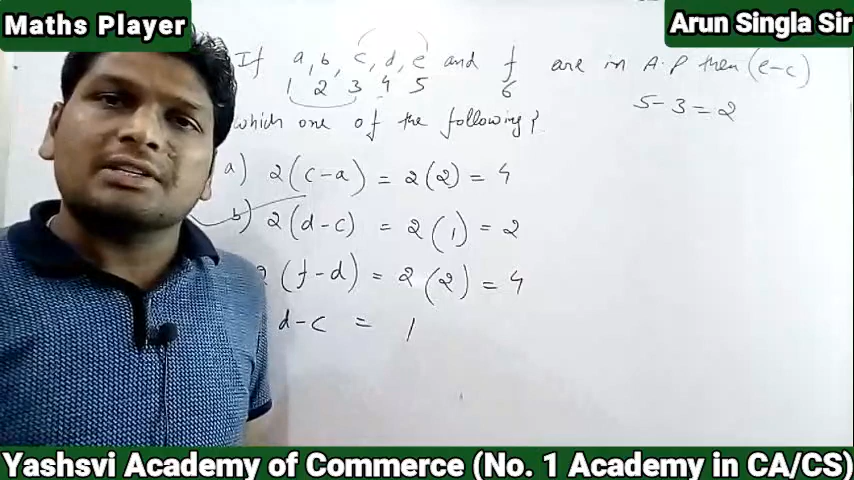 Maths Player
Arun Singla Sir
If a, b, c, d, e and f are in A.P then (e-c)
1 2 3 4 5 6
5-3=2
which one of the following?
a) 2(c-a) = 2(2) = 4
b) 2(d-c) = 2(1) = 2
2(f-d) = 2(2) = 4
d-c = 1
Yashsvi Academy of Commerce (No. 1 Academy in CA/CS)